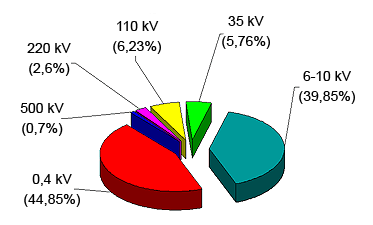 110 kV
(6,23%)
35 kV
(5,76%)
220 kV
(2,6%)
6-10 kV
(39,85%)
500 kV
(0,7%)
0,4 kV
(44,85%)